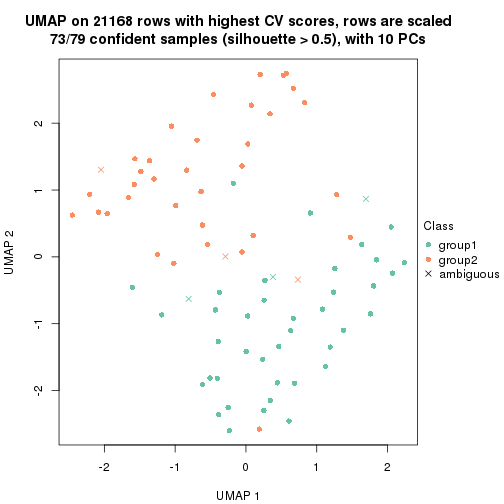 UMAP on 21168 rows with highest CV scores, rows are scaled
73/79 confident samples (silhouette > 0.5), with 10 PCs
2
1
0
-1
-2
UMAP 2
-2
-1
0
1
2
UMAP 1
Class
group1
group2
ambiguous